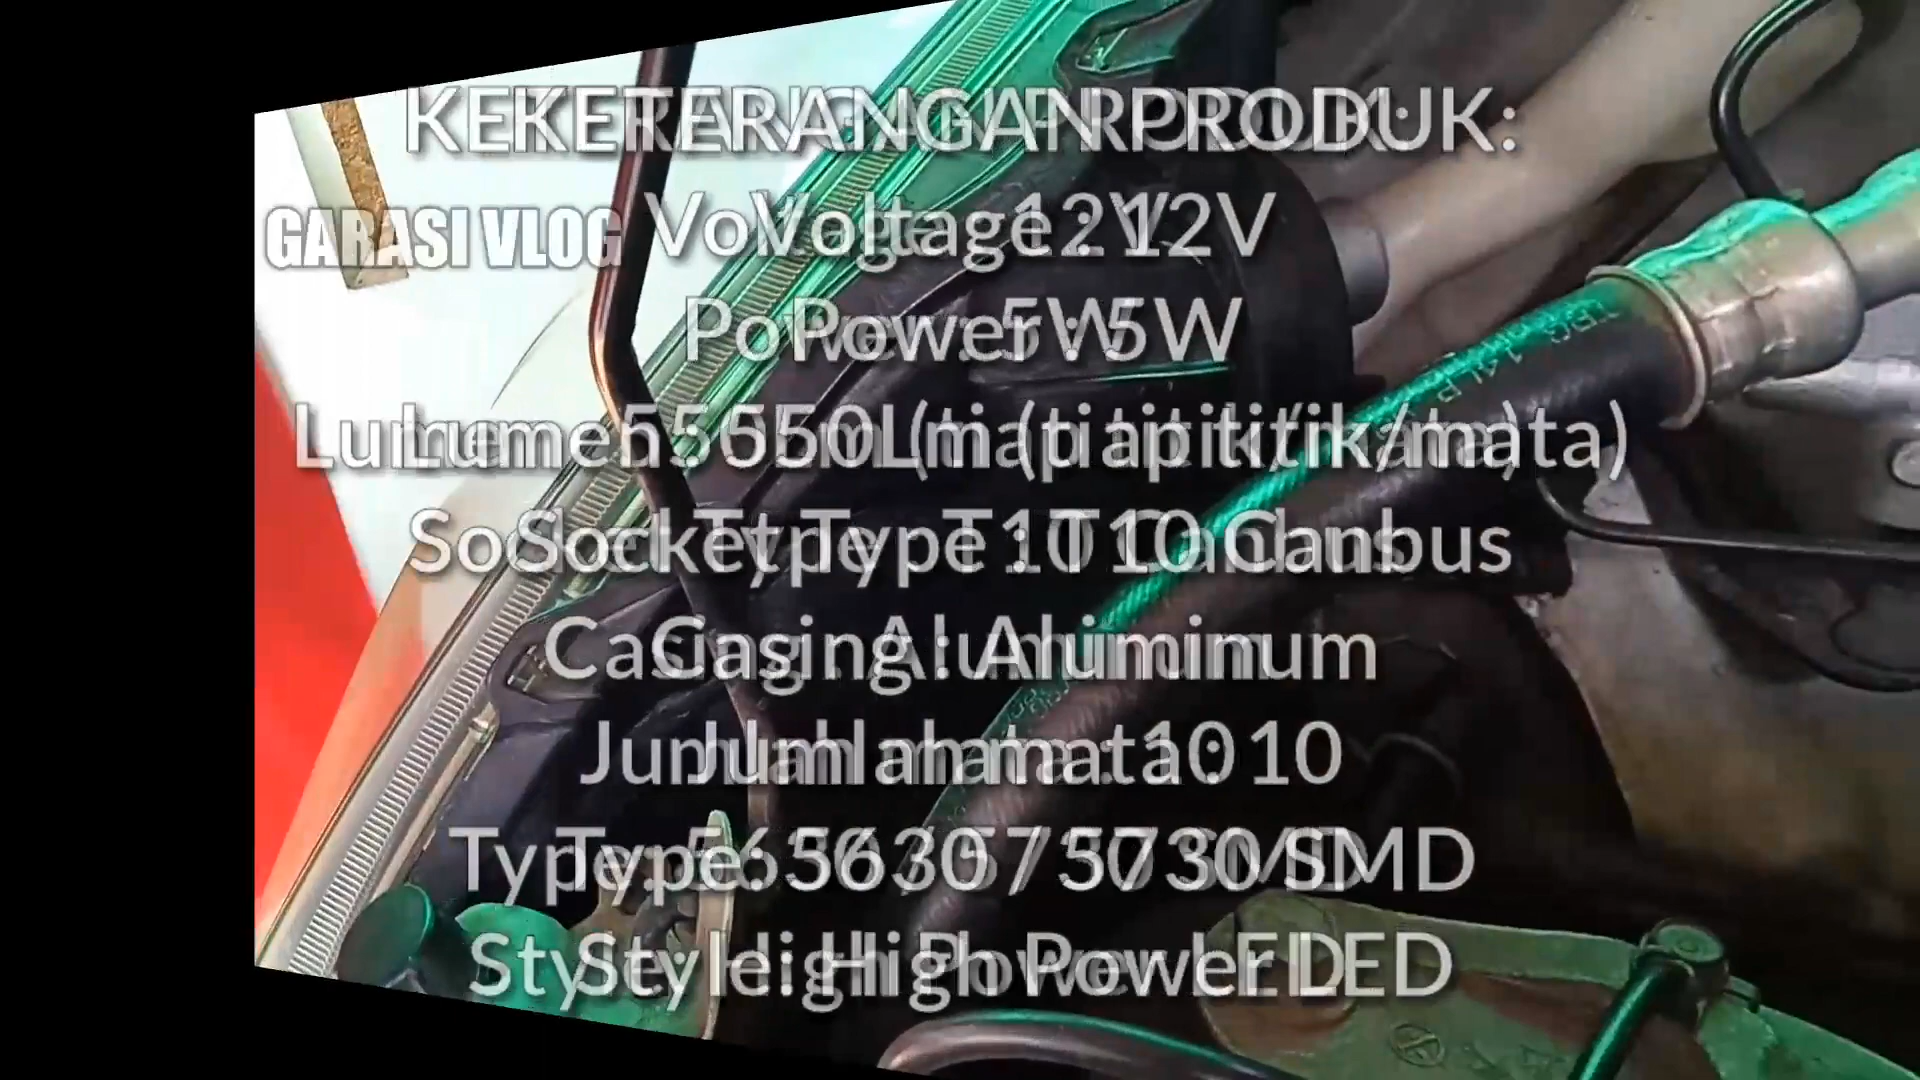 KETERANGAN PRODUK:
GARASI VLOG
Voltage : 12V
Power : 5W
Lumen : 550Lm (tiap titik/mata)
Socket Type : T10 Canbus
Casing : Aluminum
Jumlah mata : 10
Type: 5630 / 5730 SMD
Style : High Power LED